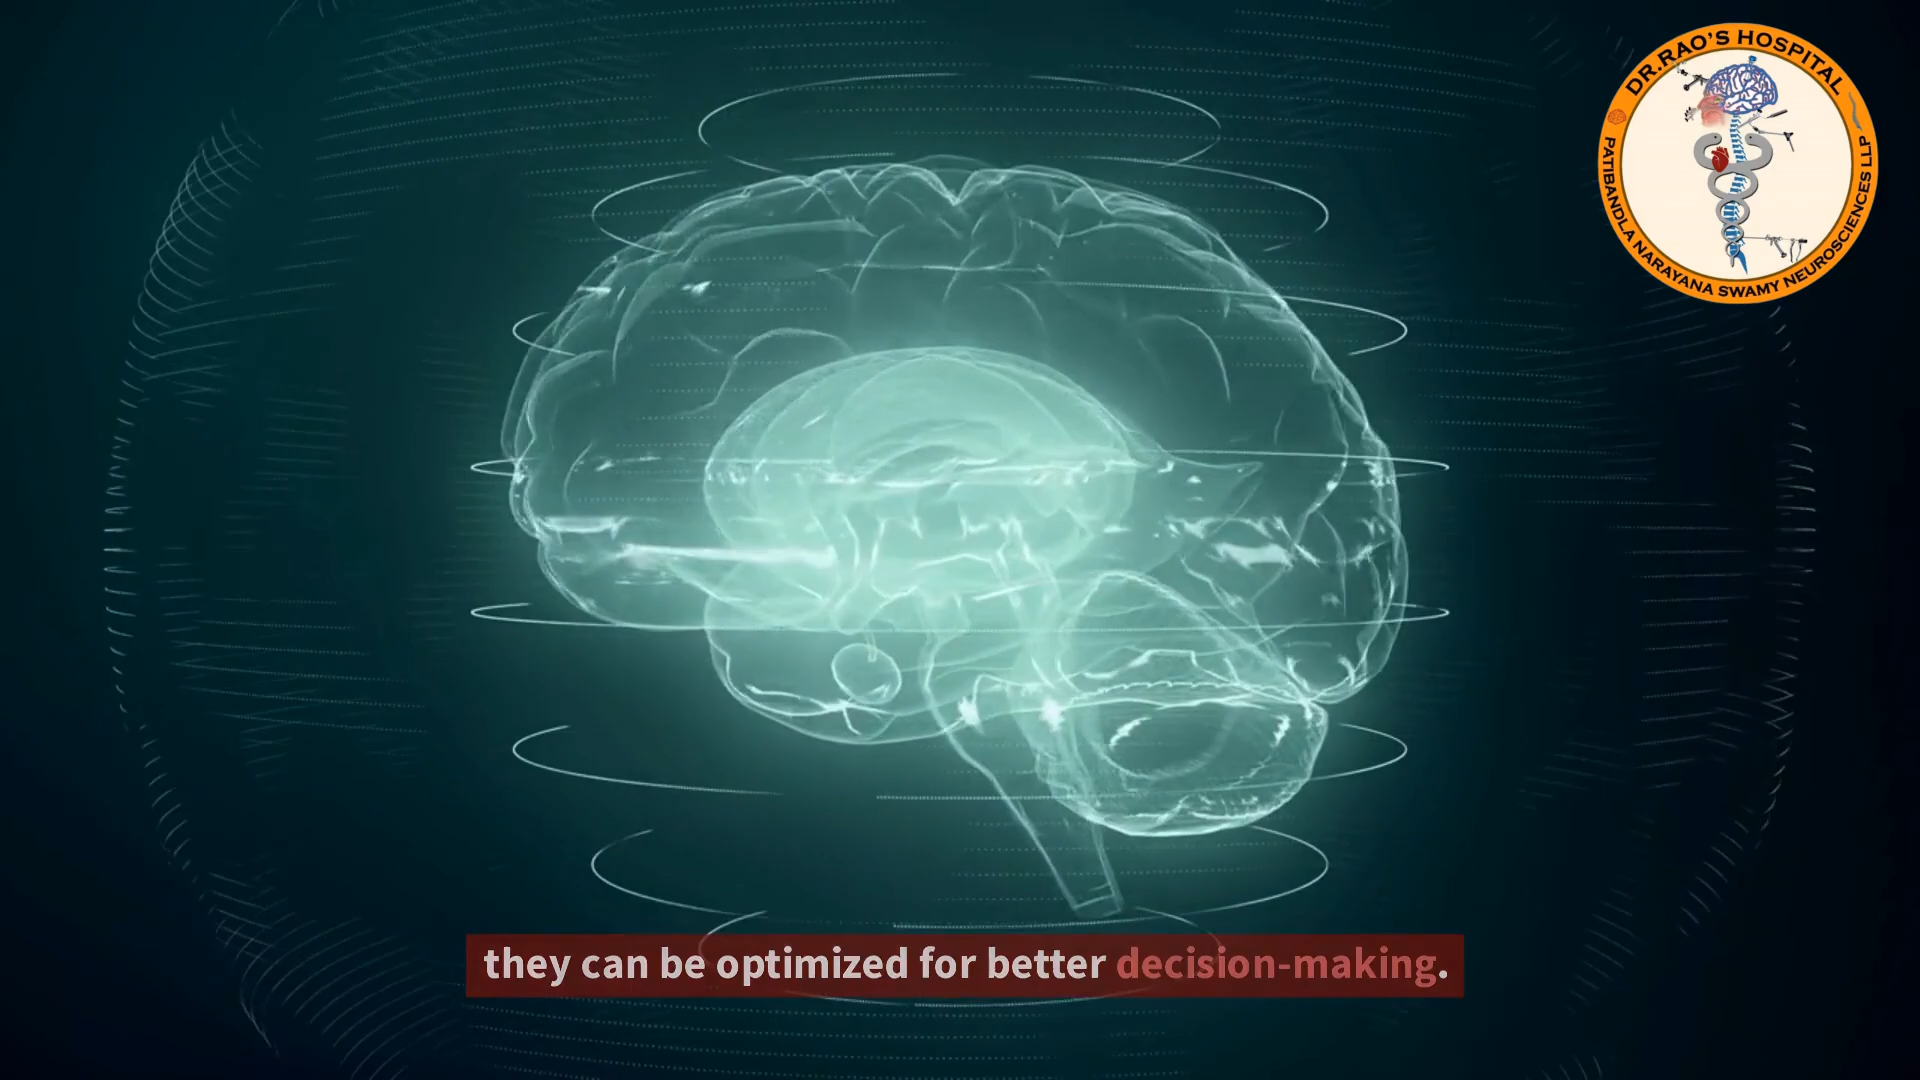 DR.RAO'S HOSPITAL
PATIBANDLA NARAYANA SWAMY NEUROSCIENCES LLP
they can be optimized for better decision-making.